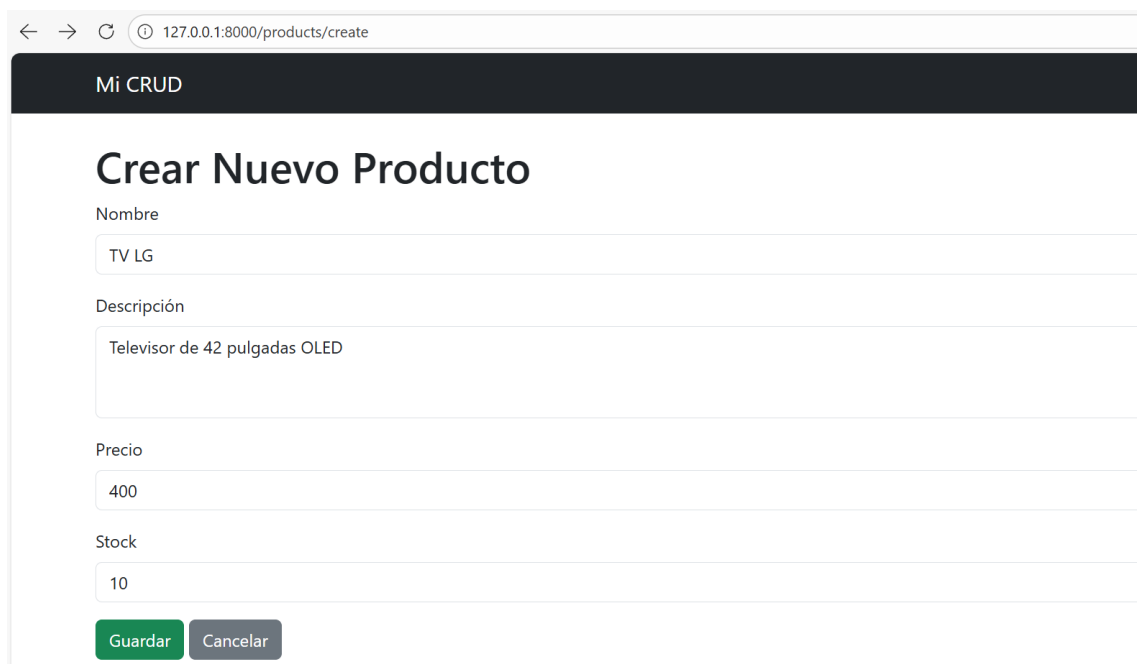 127.0.0.1:8000/products/create
Mi CRUD
Crear Nuevo Producto
Nombre
TV LG
Descripción
Televisor de 42 pulgadas OLED
Precio
400
Stock
10
Guardar Cancelar